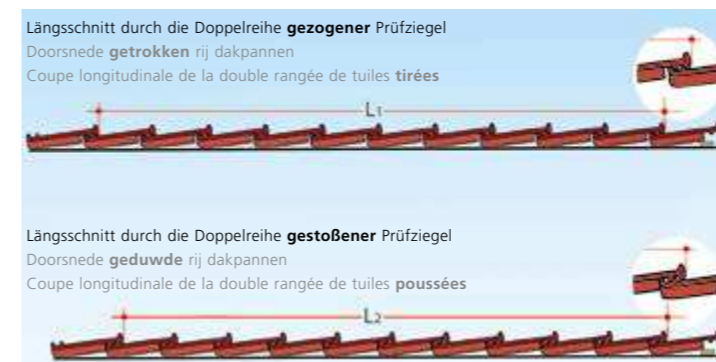 Längsschnitt durch die Doppelreihe gezogener Prüfziegel
Doorsnede getrokken rij dakpannen
Coupe longitudinale de la double rangée de tuiles tirées
L1
Längsschnitt durch die Doppelreihe gestoßener Prüfziegel
Doorsnede geduwde rij dakpannen
Coupe longitudinale de la double rangée de tuiles poussées
L2